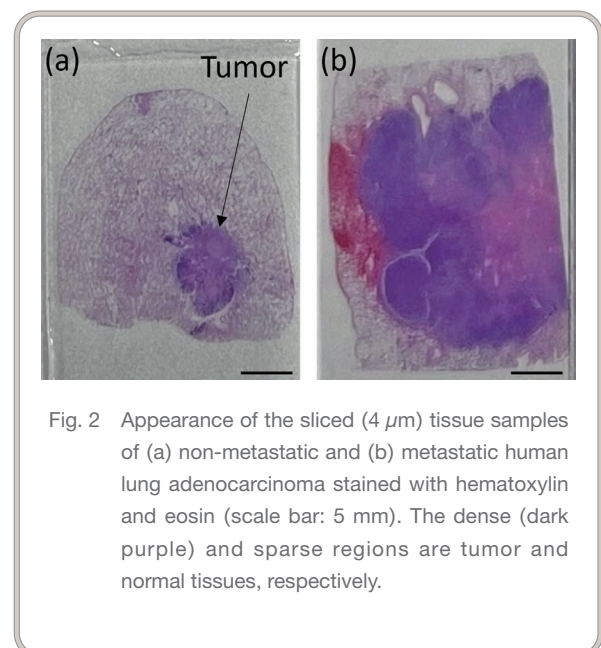 (a)
Tumor
(b)
Fig. 2 Appearance of the sliced (4 µm) tissue samples
of (a) non-metastatic and (b) metastatic human
lung adenocarcinoma stained with hematoxylin
and eosin (scale bar: 5 mm). The dense (dark
purple) and sparse regions are tumor and
normal tissues, respectively.